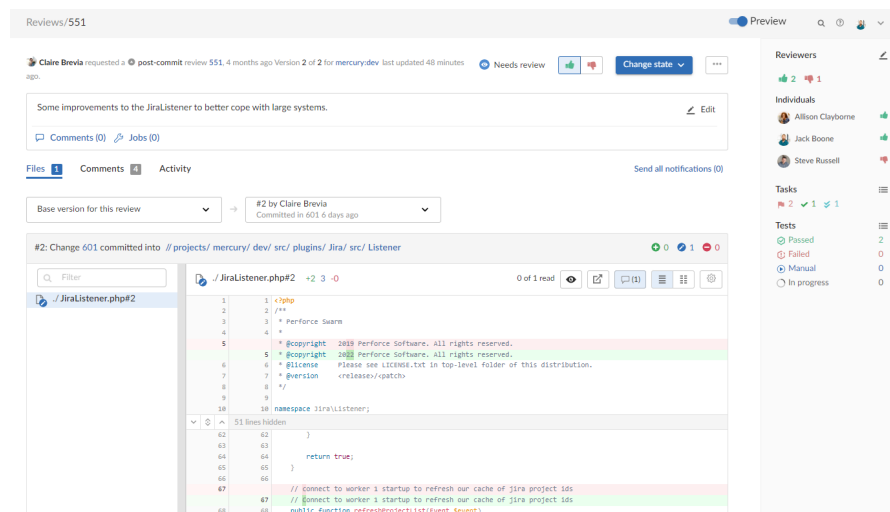 Reviews/551
Preview
Claire Brevia requested a post-commit review 551, 4 months ago Version 2 of 2 for mercury:dev last updated 48 minutes ago.
Needs review
Change state
Some improvements to the JiraListener to better cope with large systems.
Edit
Comments (0) Jobs (0)
Files 1 Comments 4 Activity
Send all notifications (0)
Base version for this review
#2 by Claire Brevia
Committed in 601 6 days ago
#2: Change 601 committed into //projects/ mercury/ dev/ src/ plugins/ Jira/ src/ Listener
0 1 0
Filter
./JiraListener.php#2
./JiraListener.php#2 +2 3 -0
0 of 1 read
(1)
1 1 <?php
2 2 /**
3 3 * Perforce Swarm
4 4 *
5 * @copyright 2019 Perforce Software. All rights reserved.
5 * @copyright 2022 Perforce Software. All rights reserved.
6 6 * @license Please see LICENSE.txt in top-level folder of this distribution.
7 7 * @version <release>/<patch>
8 8 */
9 9
10 10 namespace Jira\Listener;
51 lines hidden
62 62 }
63 63
64 64 return true;
65 65 }
66 66
67 // connect to worker 1 startup to refresh our cache of jira project ids
67 // Connect to worker 1 startup to refresh our cache of jira project ids
68 68 public function refreshProjectList(Event $event)
Reviewers
2 1
Individuals
Allison Clayborne
Jack Boone
Steve Russell
Tasks
2 1 1
Tests
Passed 2
Failed 0
Manual 0
In progress 0